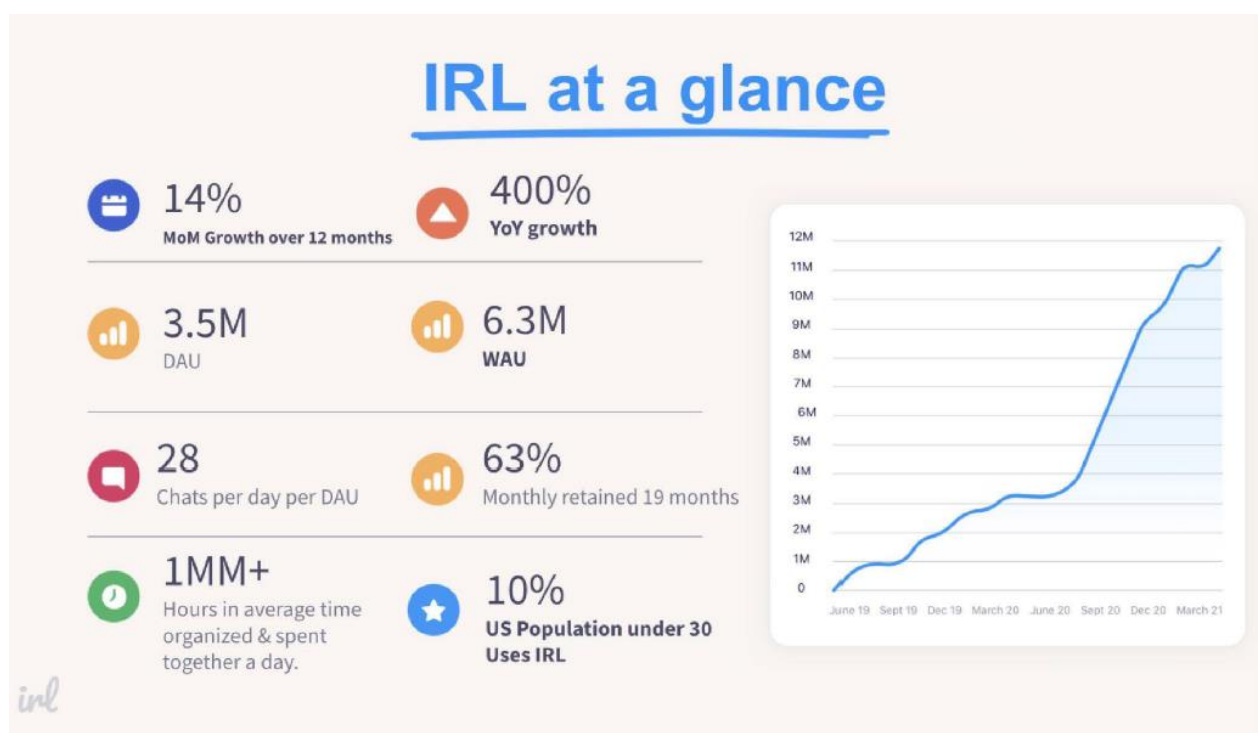 IRL at a glance
14%
MoM Growth over 12 months
400%
YoY growth
3.5M
DAU
6.3M
WAU
28
Chats per day per DAU
63%
Monthly retained 19 months
1MM+
Hours in average time
organized & spent
together a day.
10%
US Population under 30
Uses IRL
12M
11M
10M
9M
8M
7M
6M
5M
4M
3M
2M
1M
0
June 19 Sept 19 Dec 19 March 20 June 20 Sept 20 Dec 20 March 21
irl